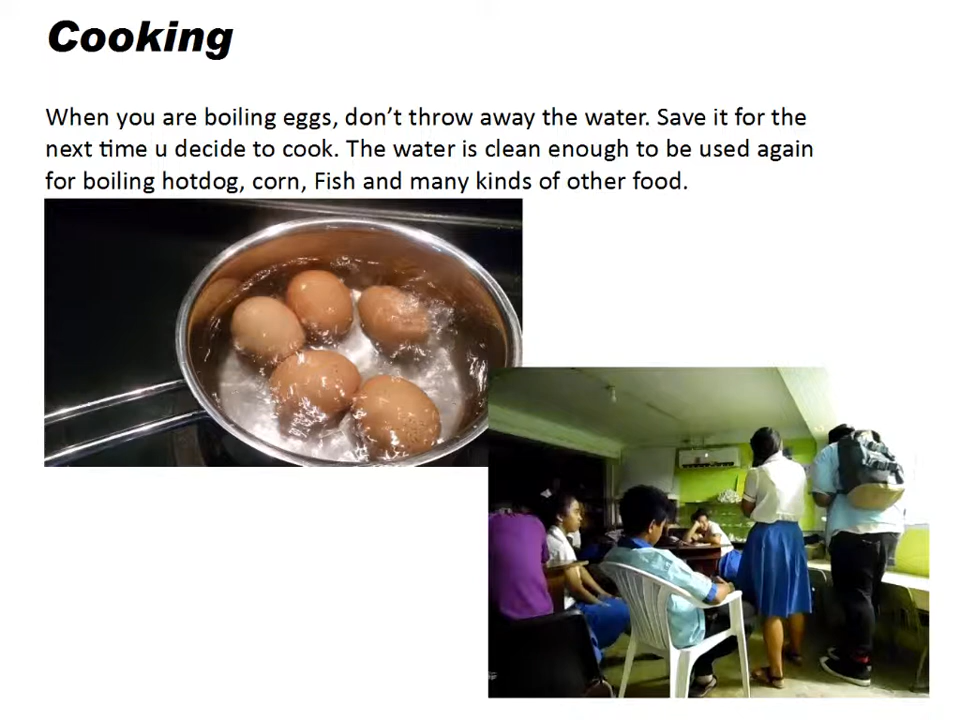 Cooking
When you are boiling eggs, don't throw away the water. Save it for the
next time u decide to cook. The water is clean enough to be used again
for boiling hotdog, corn, Fish and many kinds of other food.